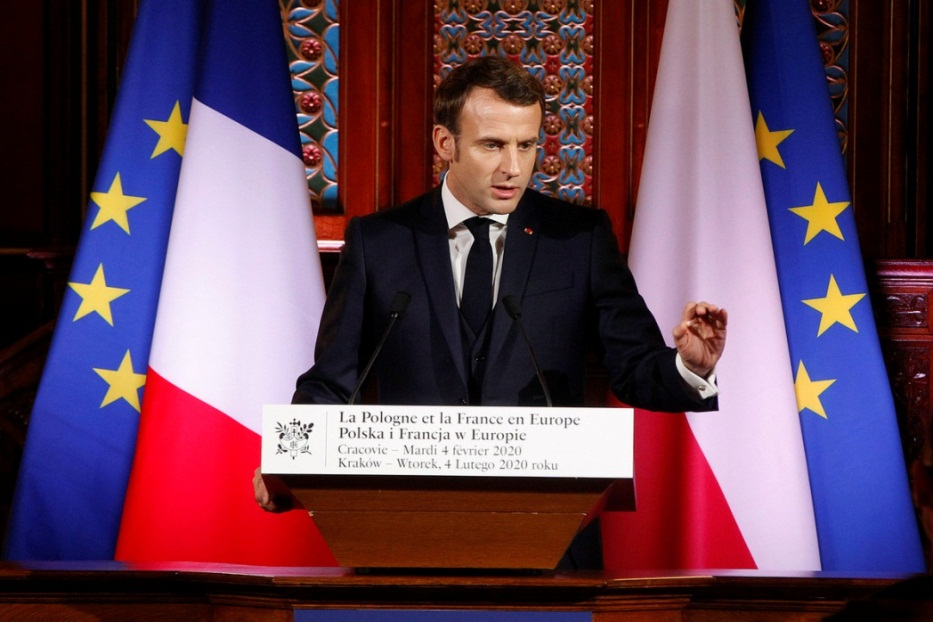 La Pologne et la France en Europe
Polska i Francja w Europie
Cracovie – Mardi 4 février 2020
Kraków – Wtorek, 4 Lutego 2020 roku